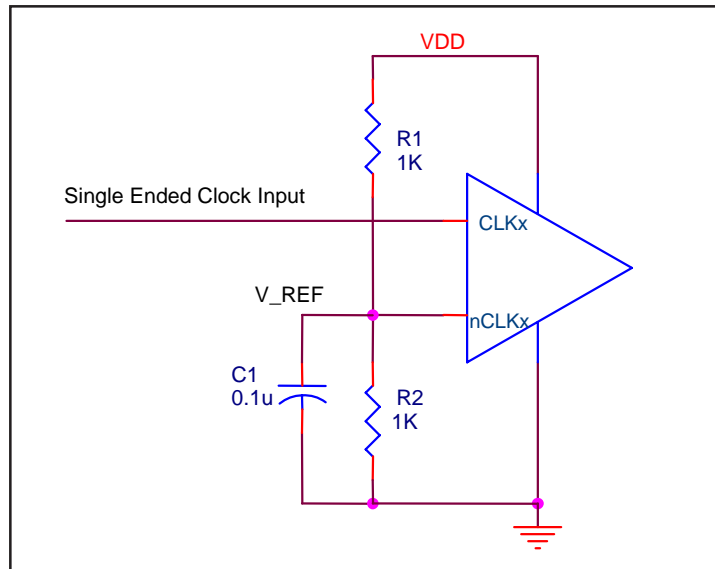 VDD
R1
1K
Single Ended Clock Input
CLKx
V_REF
nCLKx
C1
0.1u
R2
1K